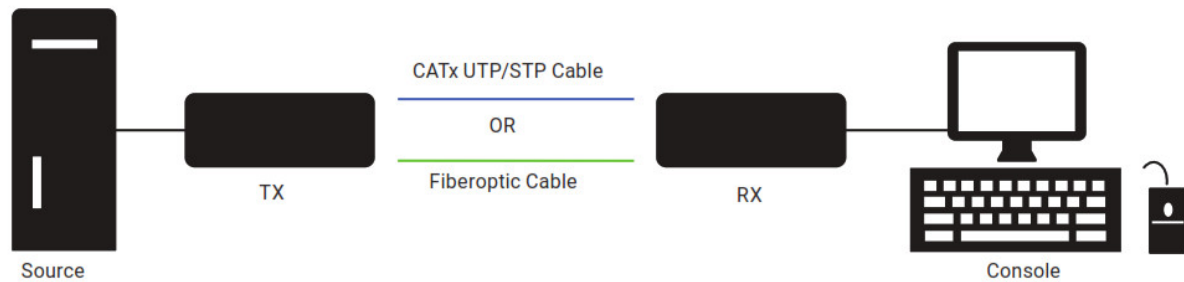 CATx UTP/STP Cable
OR
Fiberoptic Cable
TX
RX
Source
Console